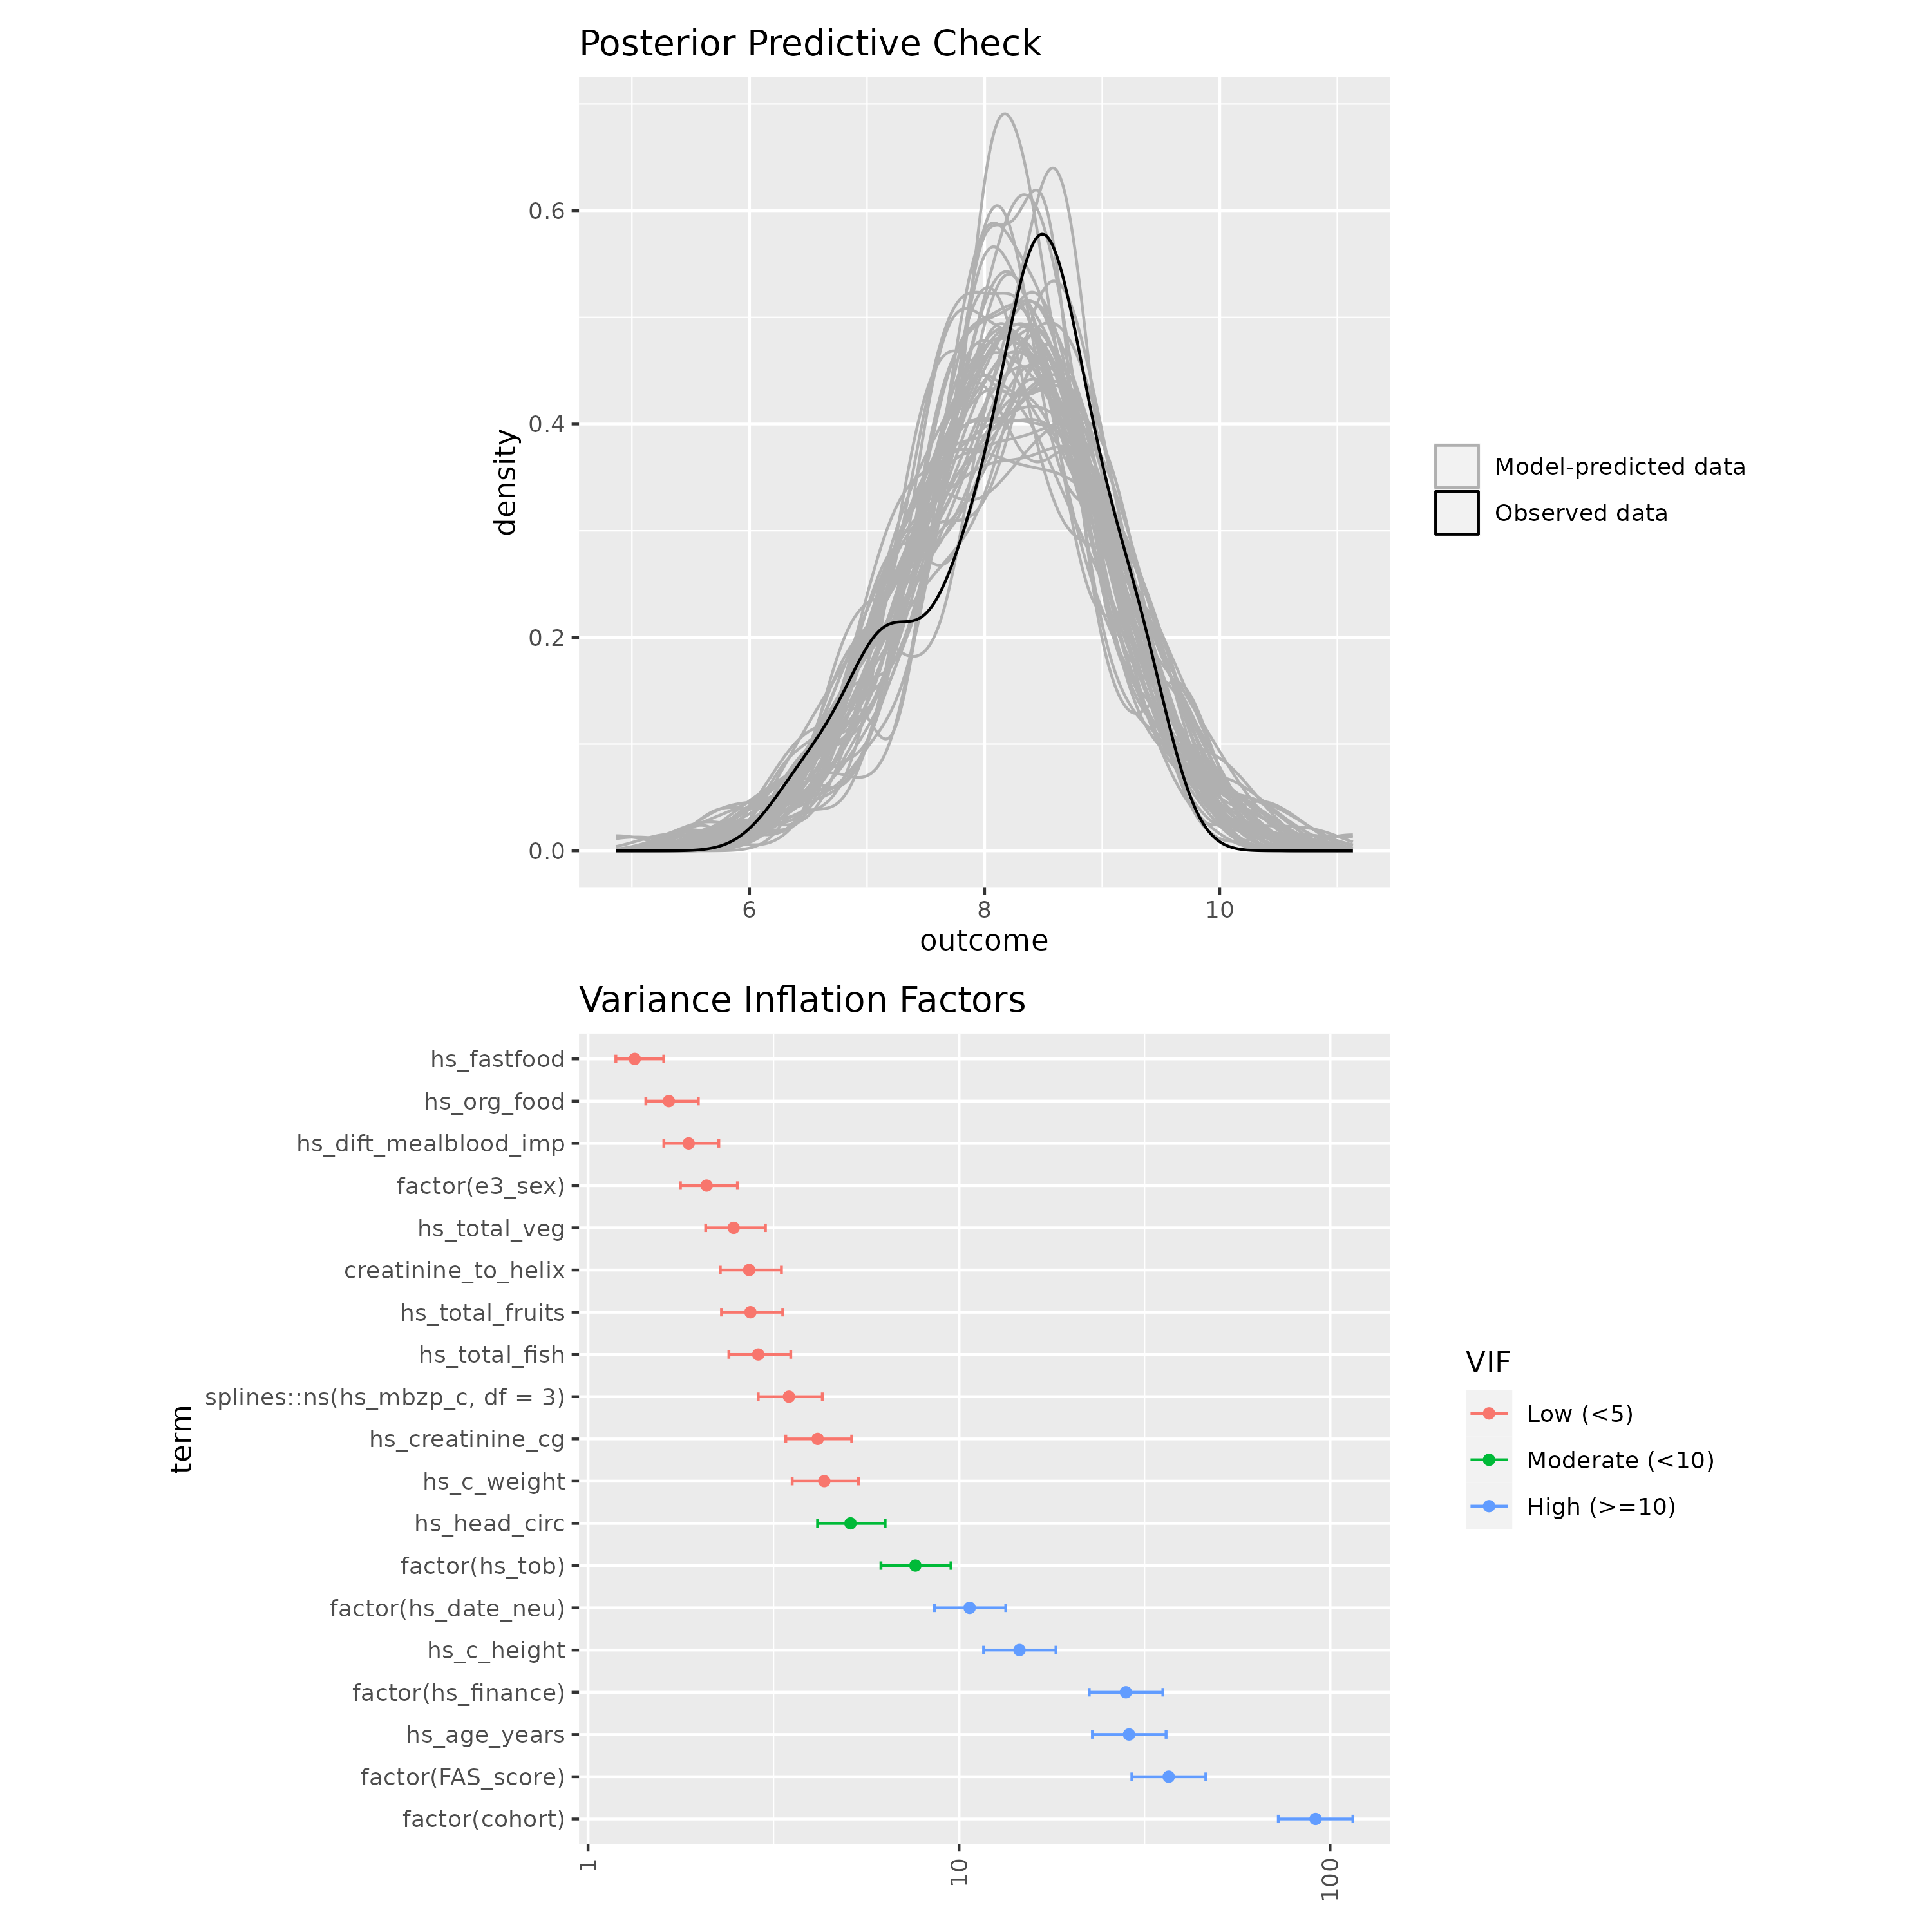 Posterior Predictive Check
0.6
0.4
0.2
0.0
density
6
8
10
outcome
Model-predicted data
Observed data
Variance Inflation Factors
hs_fastfood
hs_org_food
hs_dift_mealblood_imp
factor(e3_sex)
hs_total_veg
creatinine_to_helix
hs_total_fruits
hs_total_fish
splines::ns(hs_mbzp_c, df = 3)
hs_creatinine_cg
hs_c_weight
hs_head_circ
factor(hs_tob)
factor(hs_date_neu)
hs_c_height
factor(hs_finance)
hs_age_years
factor(FAS_score)
factor(cohort)
term
1
10
100
VIF
Low (<5)
Moderate (<10)
High (>=10)